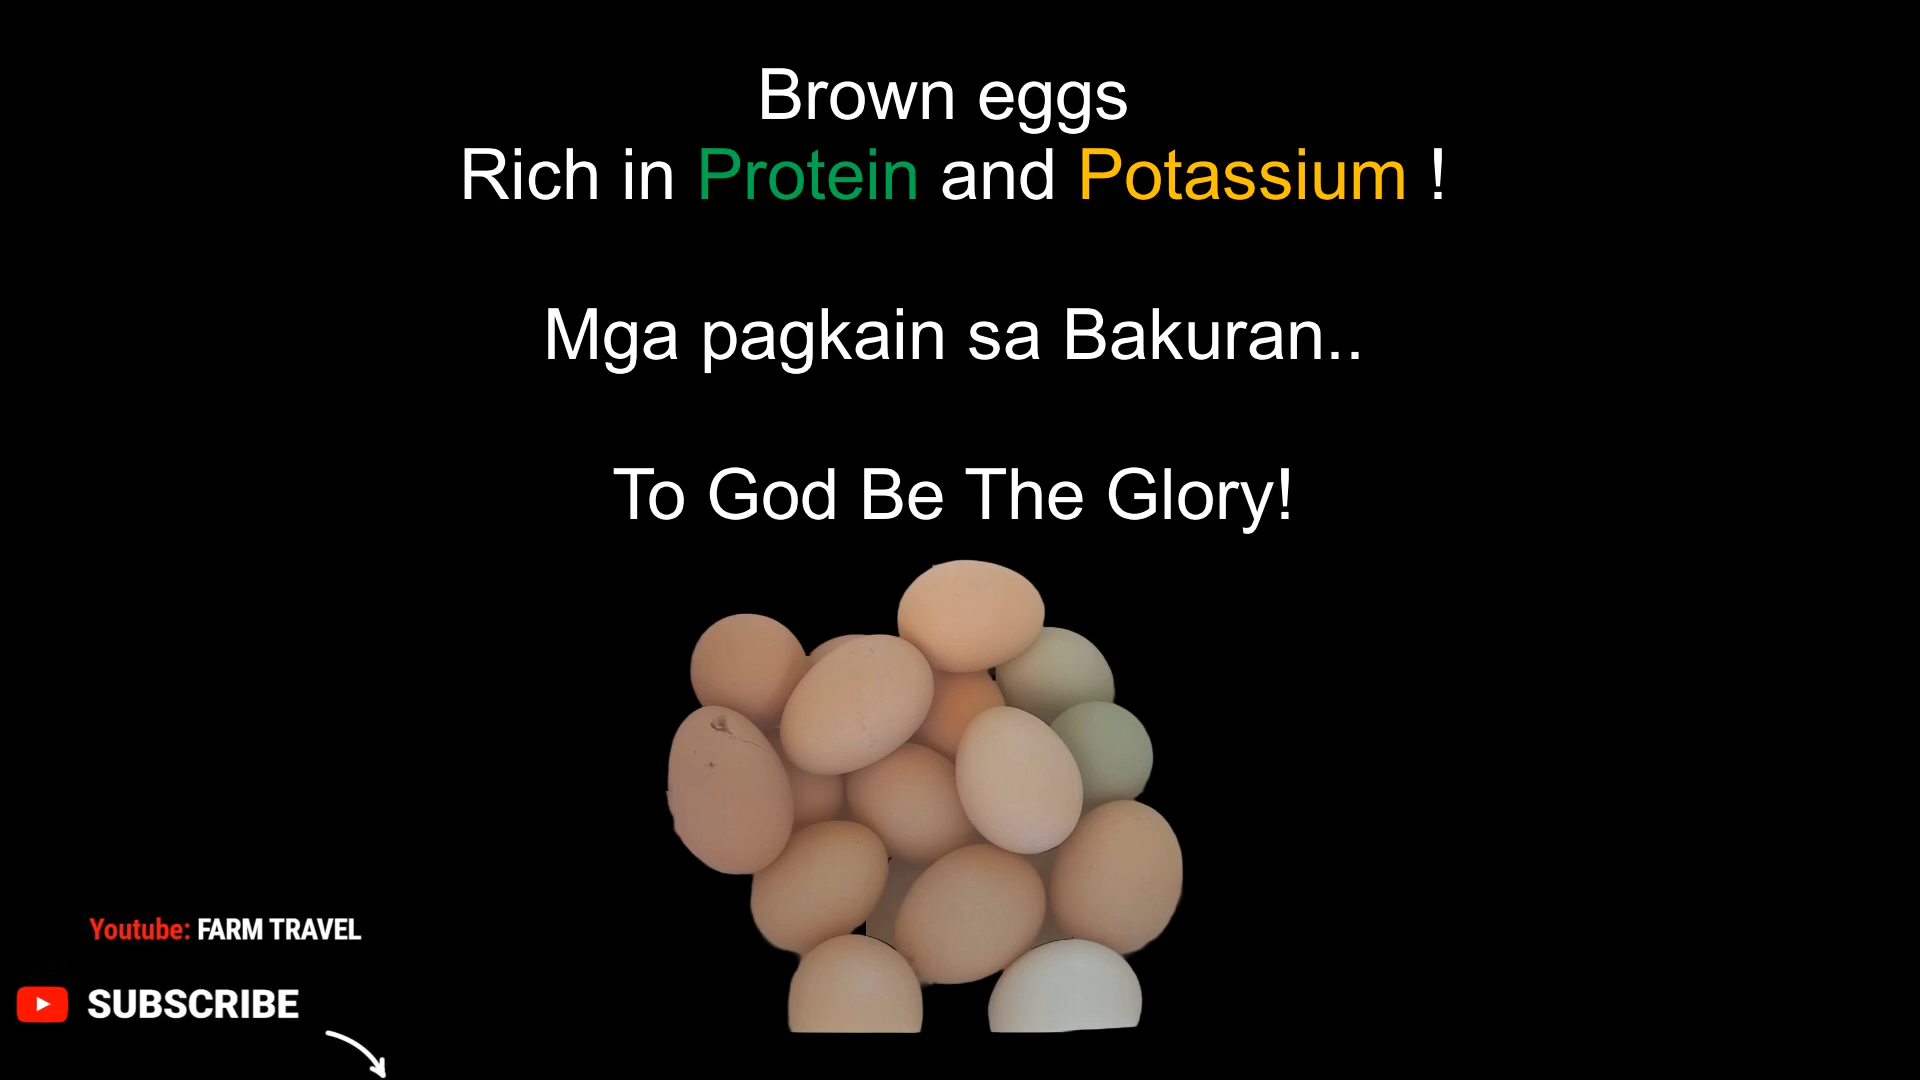 Brown eggs
Rich in Protein and Potassium !
Mga pagkain sa Bakuran..
To God Be The Glory!
Youtube: FARM TRAVEL
SUBSCRIBE